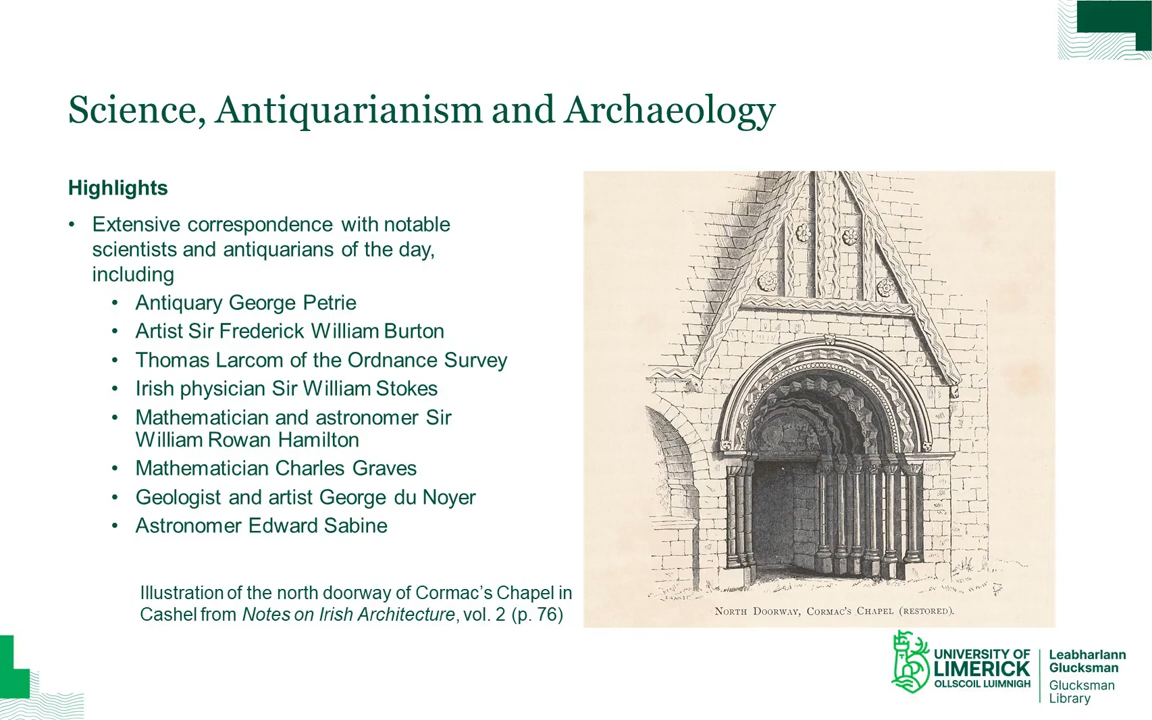 Science, Antiquarianism and Archaeology
Highlights
• Extensive correspondence with notable
scientists and antiquarians of the day,
including
• Antiquary George Petrie
• Artist Sir Frederick William Burton
• Thomas Larcom of the Ordnance Survey
• Irish physician Sir William Stokes
• Mathematician and astronomer Sir
William Rowan Hamilton
• Mathematician Charles Graves
• Geologist and artist George du Noyer
• Astronomer Edward Sabine
Illustration of the north doorway of Cormac’s Chapel in
Cashel from Notes on Irish Architecture, vol. 2 (p. 76)
North Doorway, Cormac's Chapel (restored).
UNIVERSITY OF
LIMERICK
OLLSCOIL LUIMNIGH
Leabharlann
Glucksman
Glucksman
Library